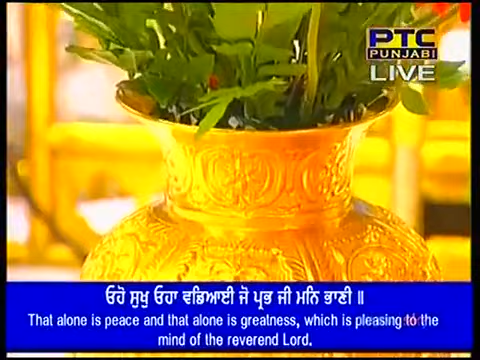 PTC
PUNJABI
LIVE
ਓਹੋ ਸੁਖੁ ਓਹਾ ਵਡਿਆਈ ਜੋ ਪ੍ਰਭ ਜੀ ਮਨਿ ਭਾਣੀ ॥
That alone is peace and that alone is greatness, which is pleasing to the
mind of the reverend Lord.